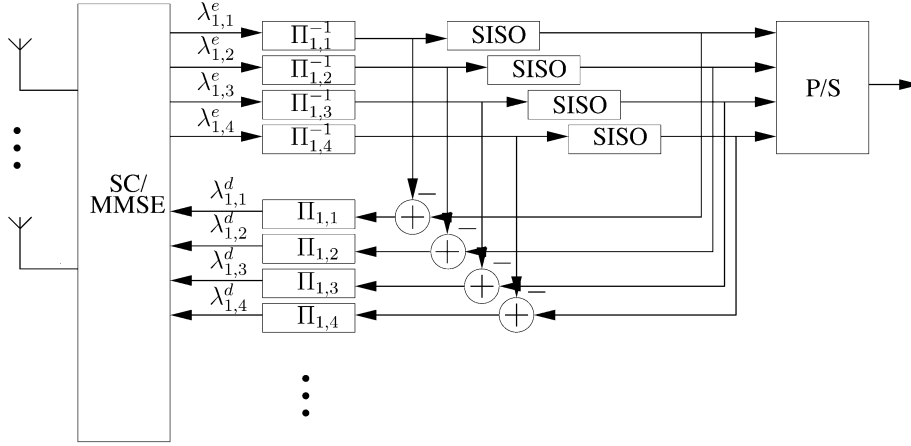 λ^e_{1,1} Π^{-1}_{1,1} SISO
λ^e_{1,2} Π^{-1}_{1,2} SISO
λ^e_{1,3} Π^{-1}_{1,3} SISO
λ^e_{1,4} Π^{-1}_{1,4} SISO
P/S
SC/
MMSE
λ^d_{1,1} Π_{1,1} + −
λ^d_{1,2} Π_{1,2} + −
λ^d_{1,3} Π_{1,3} + −
λ^d_{1,4} Π_{1,4} + −